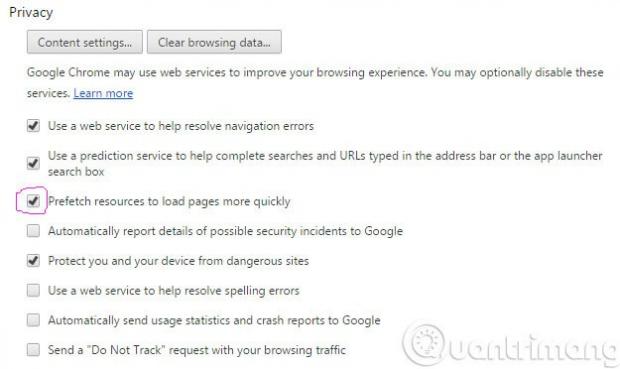 Privacy
Content settings... Clear browsing data...
Google Chrome may use web services to improve your browsing experience. You may optionally disable these
services. Learn more
Use a web service to help resolve navigation errors
Use a prediction service to help complete searches and URLs typed in the address bar or the app launcher
search box
Prefetch resources to load pages more quickly
Automatically report details of possible security incidents to Google
Protect you and your device from dangerous sites
Use a web service to help resolve spelling errors
Automatically send usage statistics and crash reports to Google
Send a "Do Not Track" request with your browsing traffic
Quantrimang